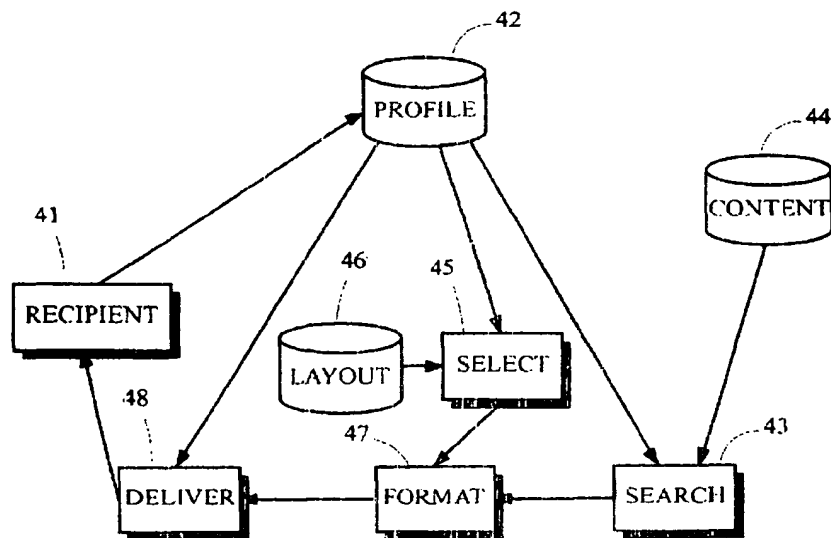 42
PROFILE
44
CONTENT
41
RECIPIENT
46
LAYOUT
45
SELECT
48
DELIVER
47
FORMAT
43
SEARCH